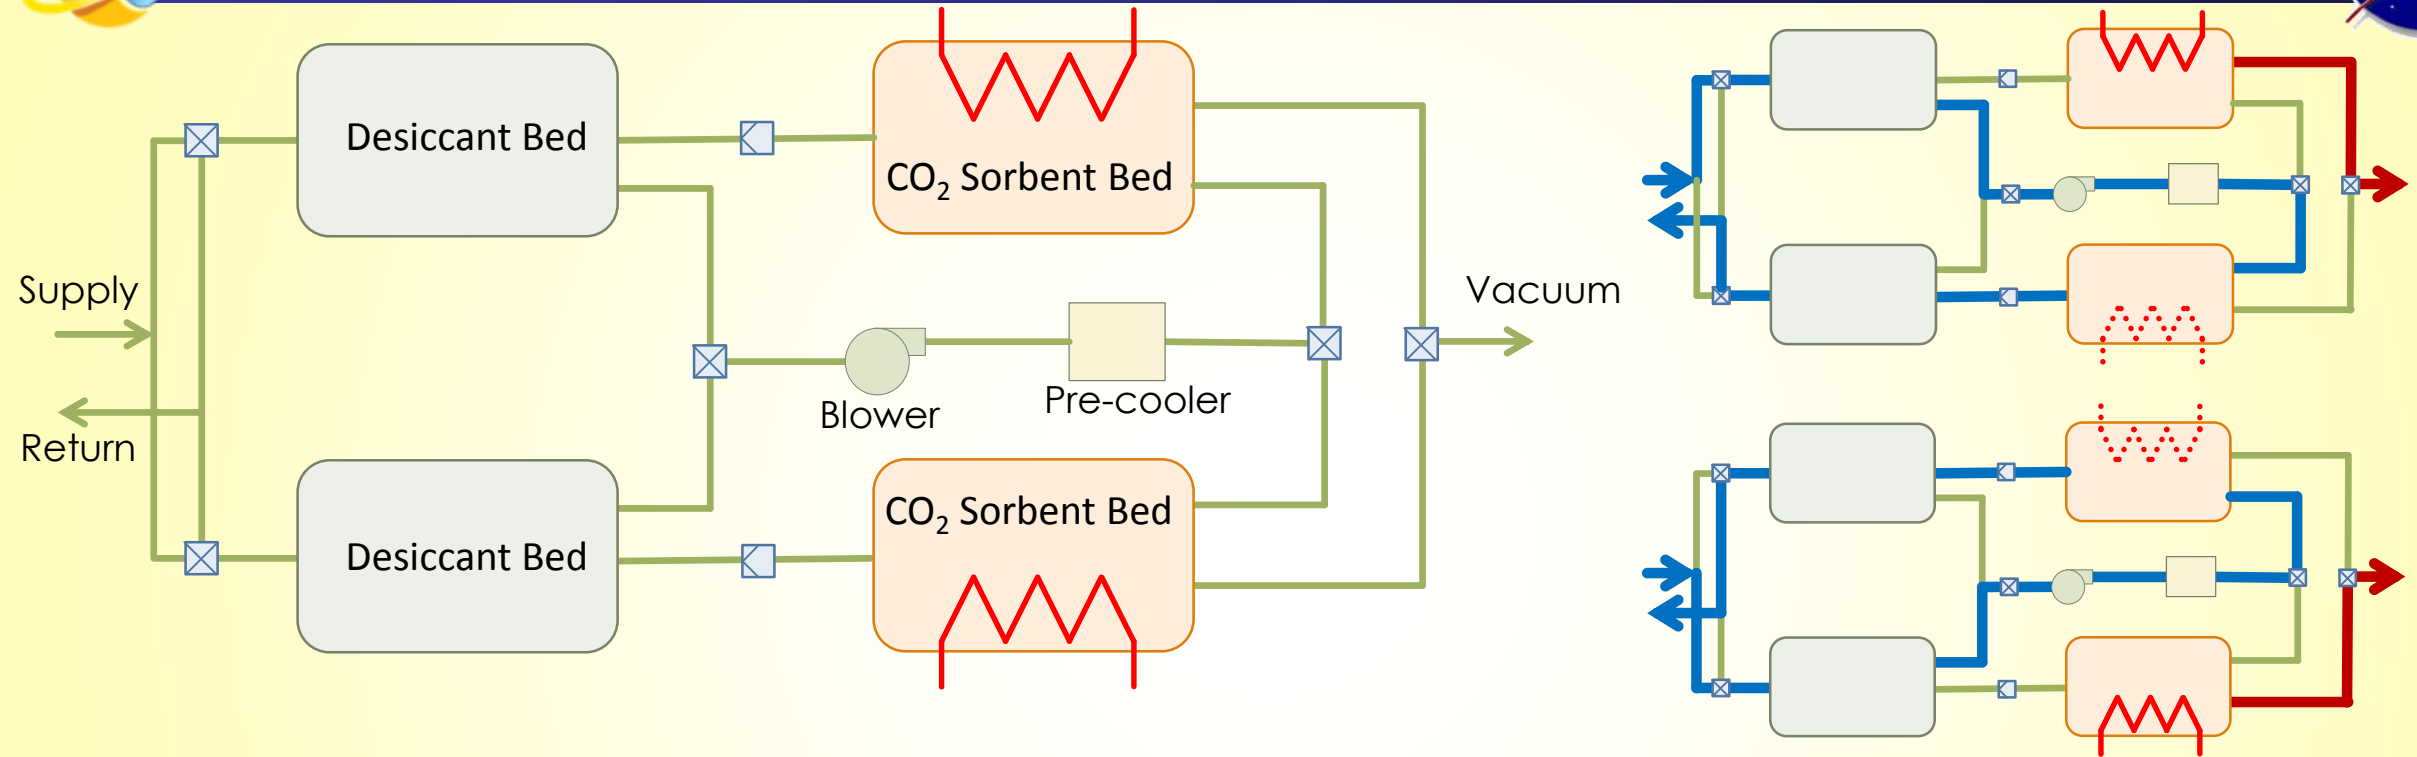 Desiccant Bed
CO₂ Sorbent Bed
Supply
Vacuum
Blower
Pre-cooler
Return
CO₂ Sorbent Bed
Desiccant Bed